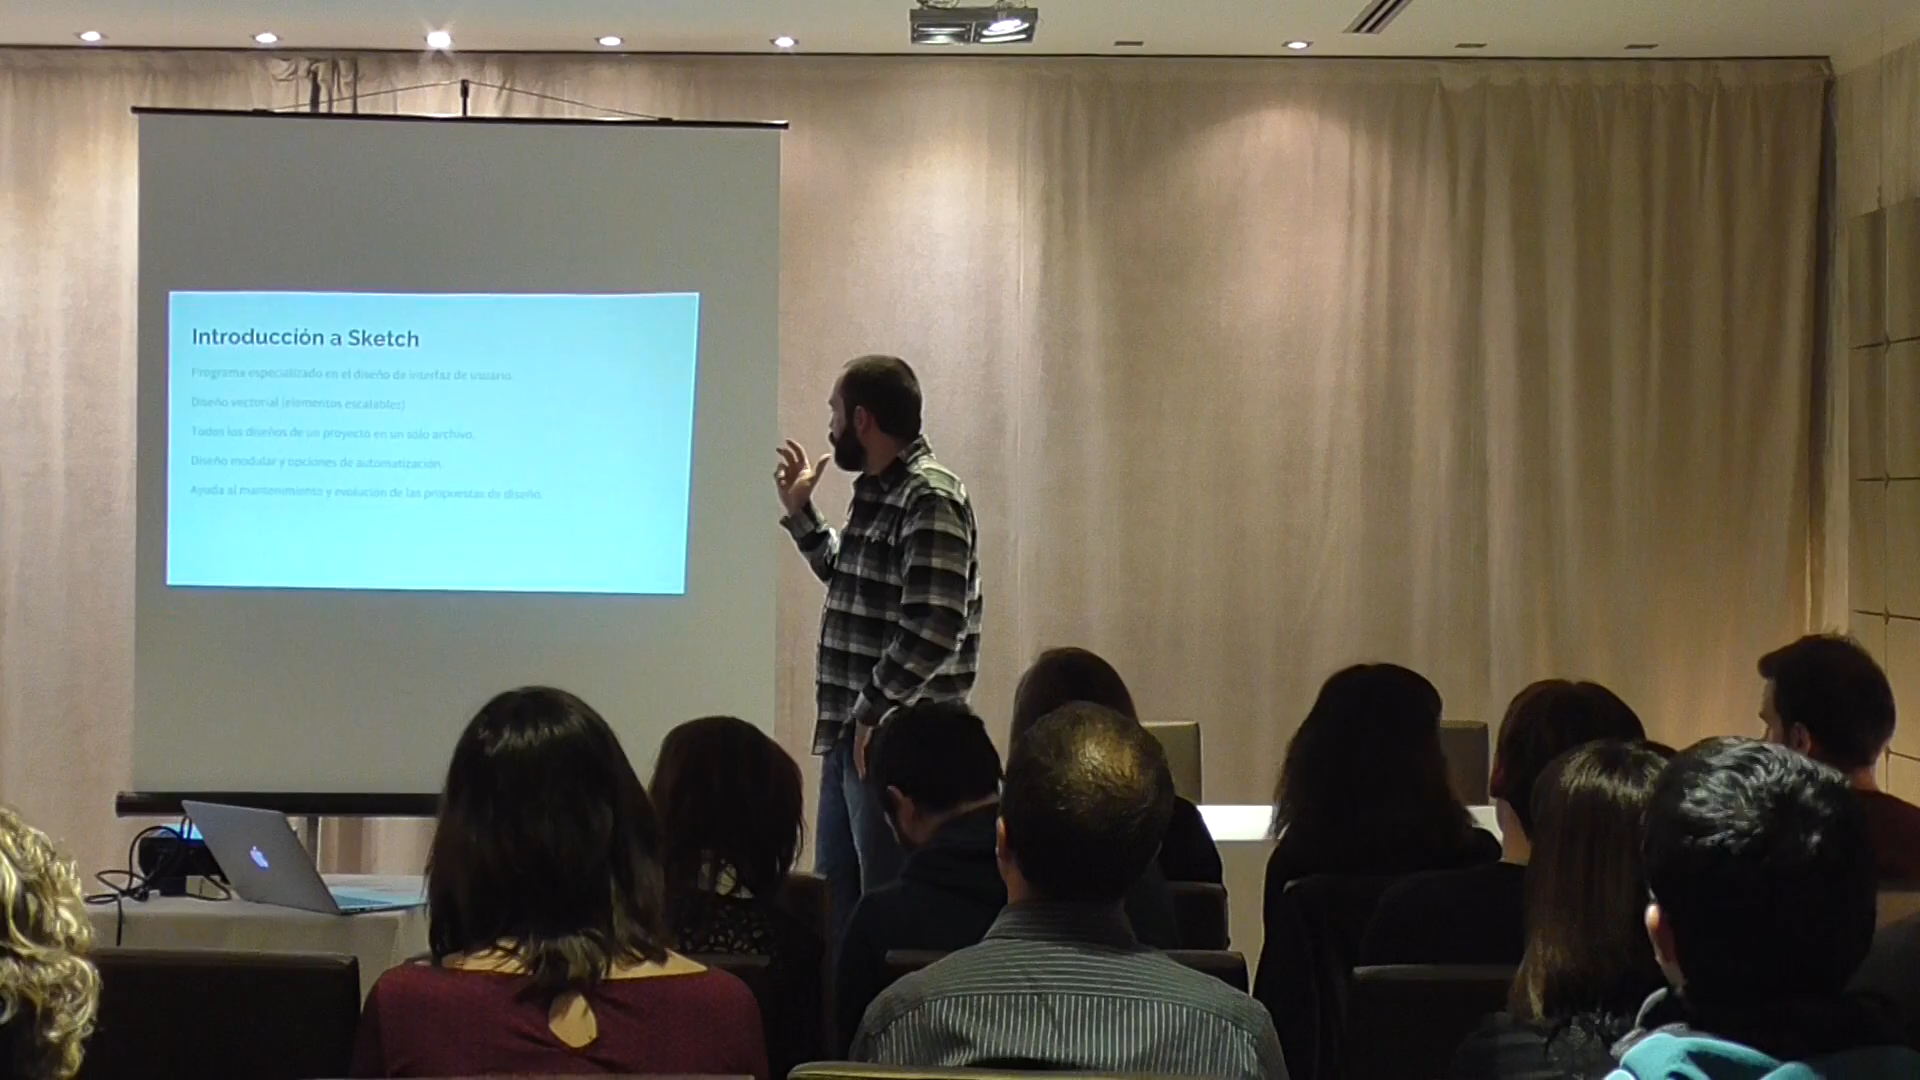 Introducción a Sketch
Programa especializado en el diseño de interfaz de usuario.
Diseño vectorial (elementos escalables)
Todos los diseños de un proyecto en un sólo archivo.
Diseño modular y opciones de automatización.
Ayuda al mantenimiento y evolución de las propuestas de diseño.